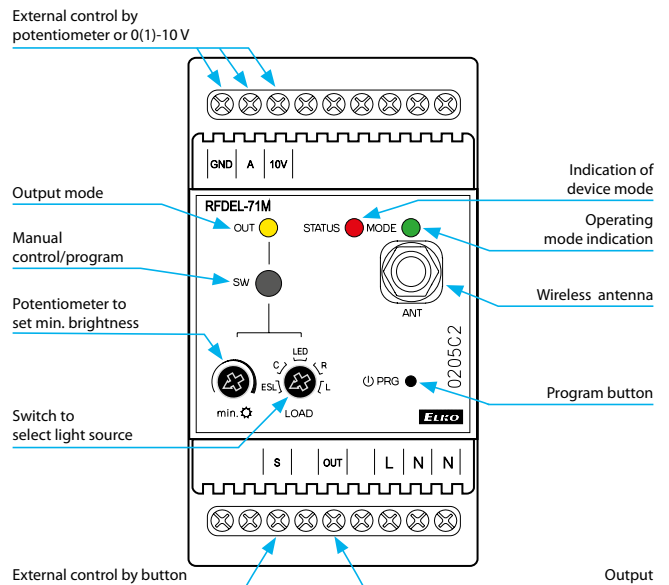 External control by
potentiometer or 0(1)-10 V
GND A 10V
RFDEL-71M
Indication of
device mode
Output mode
OUT STATUS MODE
Operating
mode indication
Manual
control/program
SW
Wireless antenna
ANT
Potentiometer to
set min. brightness
0205C2
LED
C R
ESL L
PRG
Program button
min. LOAD
ELKO
Switch to
select light source
S OUT L N N
External control by button
Output